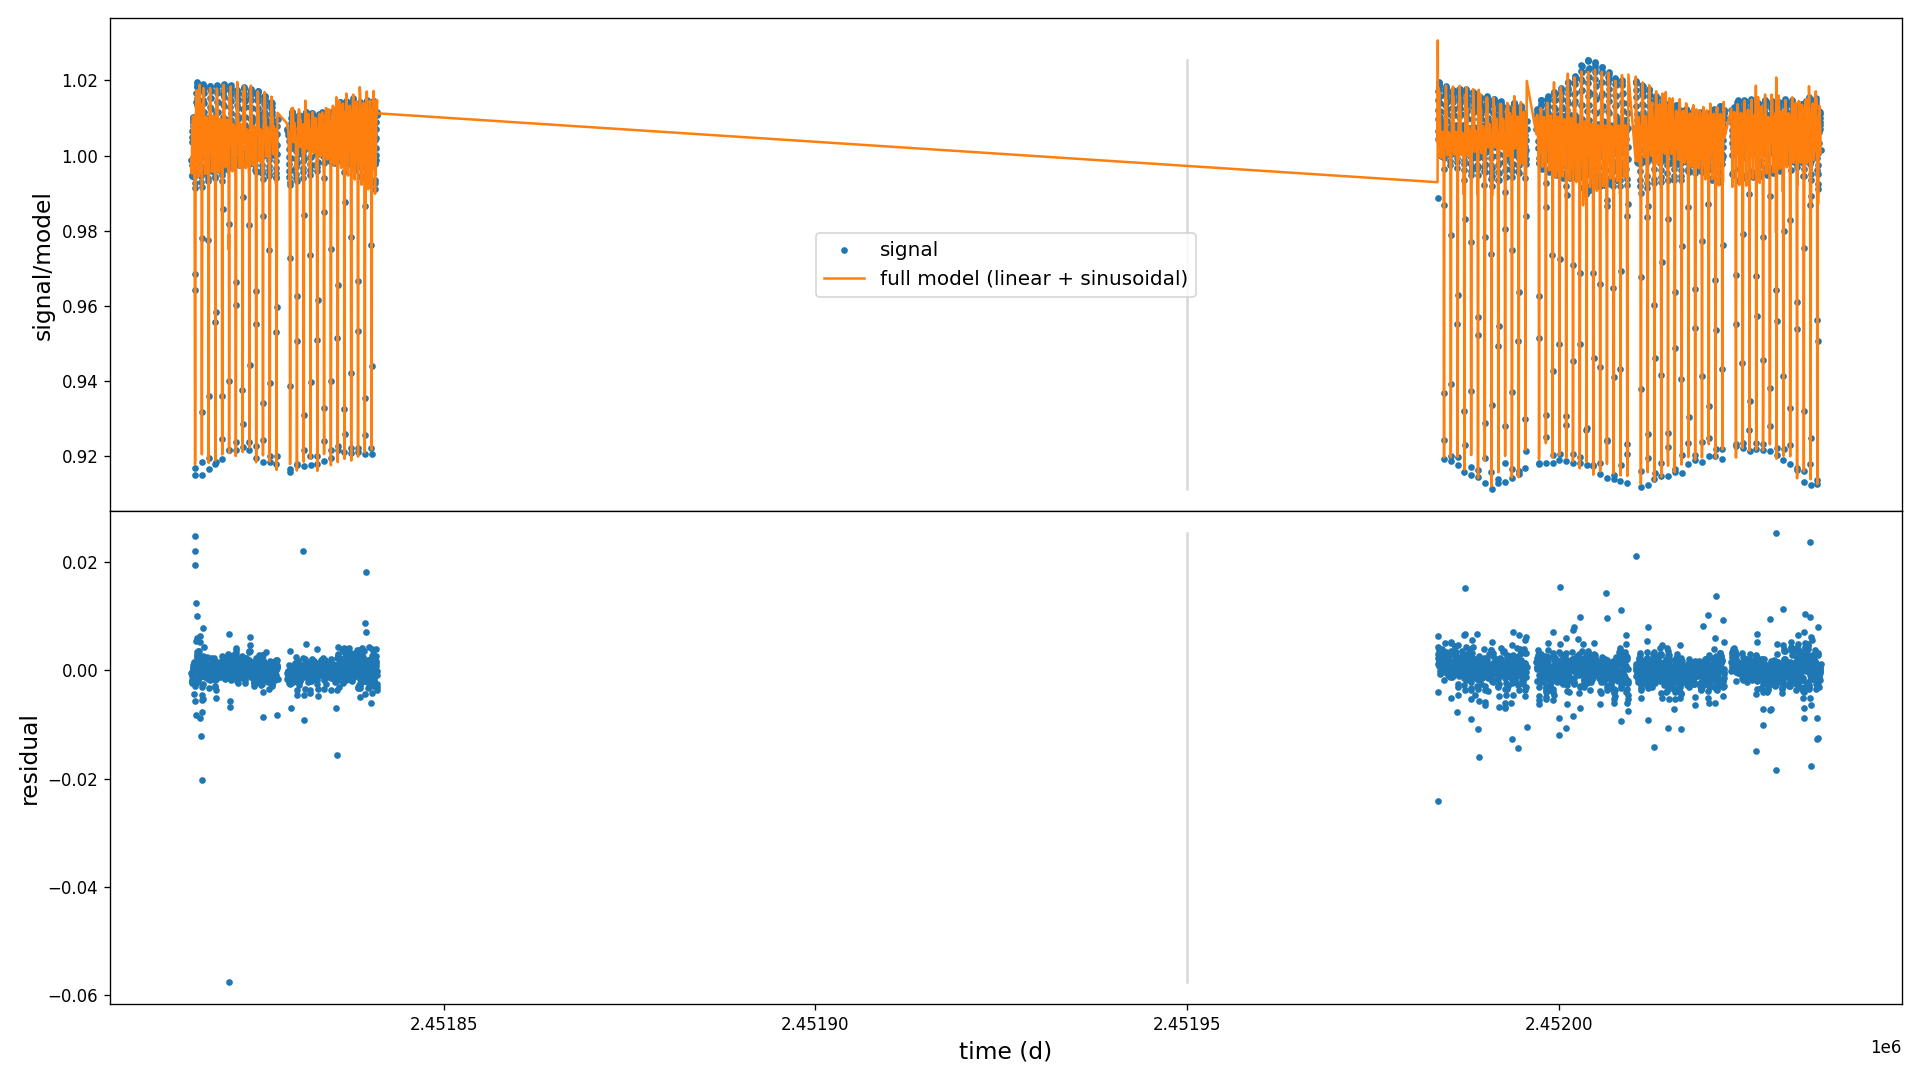 signal/model
1.02
1.00
0.98
0.96
0.94
0.92
signal
full model (linear + sinusoidal)
residual
0.02
0.00
−0.02
−0.04
−0.06
2.45185
2.45190
2.45195
2.45200
time (d)
1e6